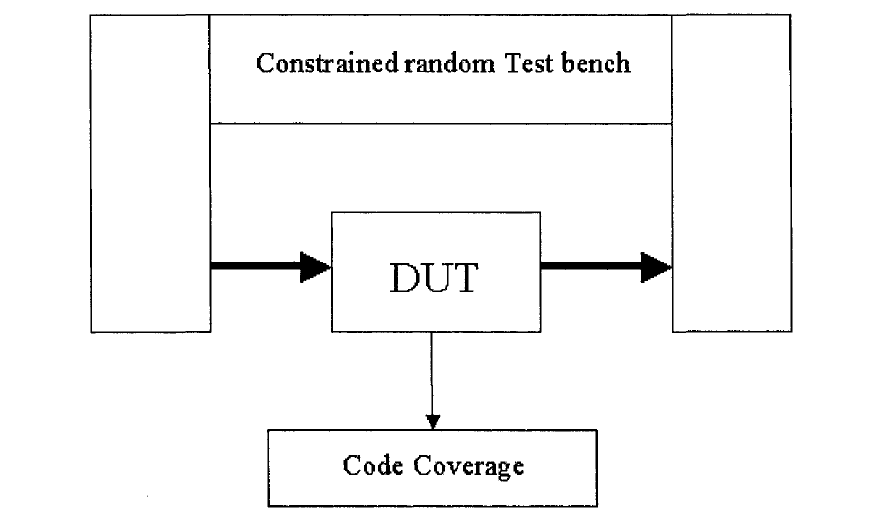 Constrained random Test bench
DUT
Code Coverage